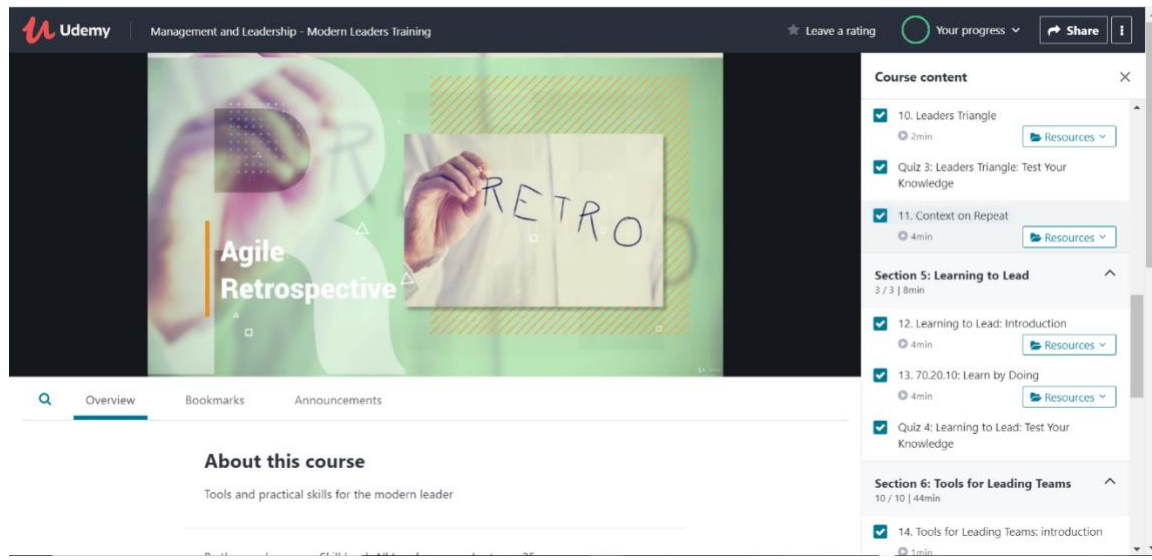 Udemy
Management and Leadership - Modern Leaders Training
Leave a rating
Your progress
Share
RETRO
Agile
Retrospective
Course content
10. Leaders Triangle
2min
Resources
Quiz 3: Leaders Triangle: Test Your
Knowledge
11. Context on Repeat
4min
Resources
Section 5: Learning to Lead
3 / 3 | 8min
12. Learning to Lead: Introduction
4min
Resources
13. 70.20.10: Learn by Doing
4min
Resources
Quiz 4: Learning to Lead: Test Your
Knowledge
Section 6: Tools for Leading Teams
10 / 10 | 44min
14. Tools for Leading Teams: introduction
1min
Overview
Bookmarks
Announcements
About this course
Tools and practical skills for the modern leader